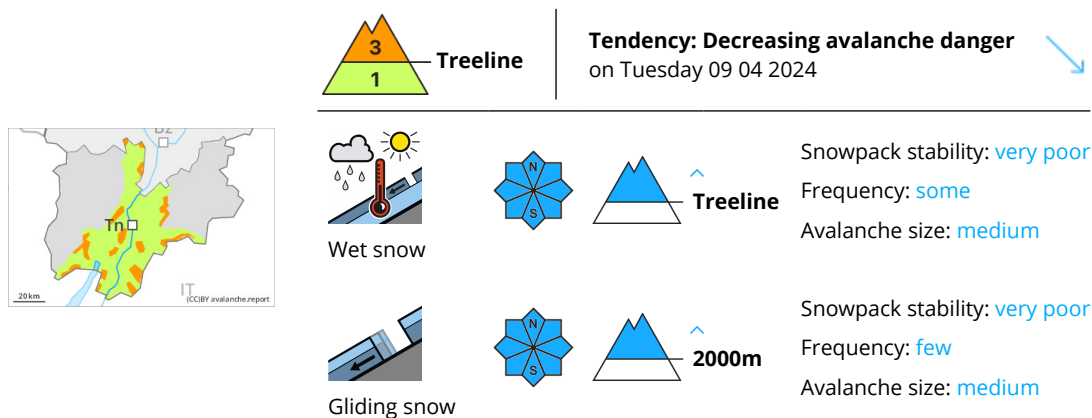 3
1
Treeline
Tendency: Decreasing avalanche danger
on Tuesday 09 04 2024
BZ
Tn
20 km
IT
(CC)BY avalanche.report
Wet snow
N
S
Treeline
Snowpack stability: very poor
Frequency: some
Avalanche size: medium
Gliding snow
N
S
2000m
Snowpack stability: very poor
Frequency: few
Avalanche size: medium